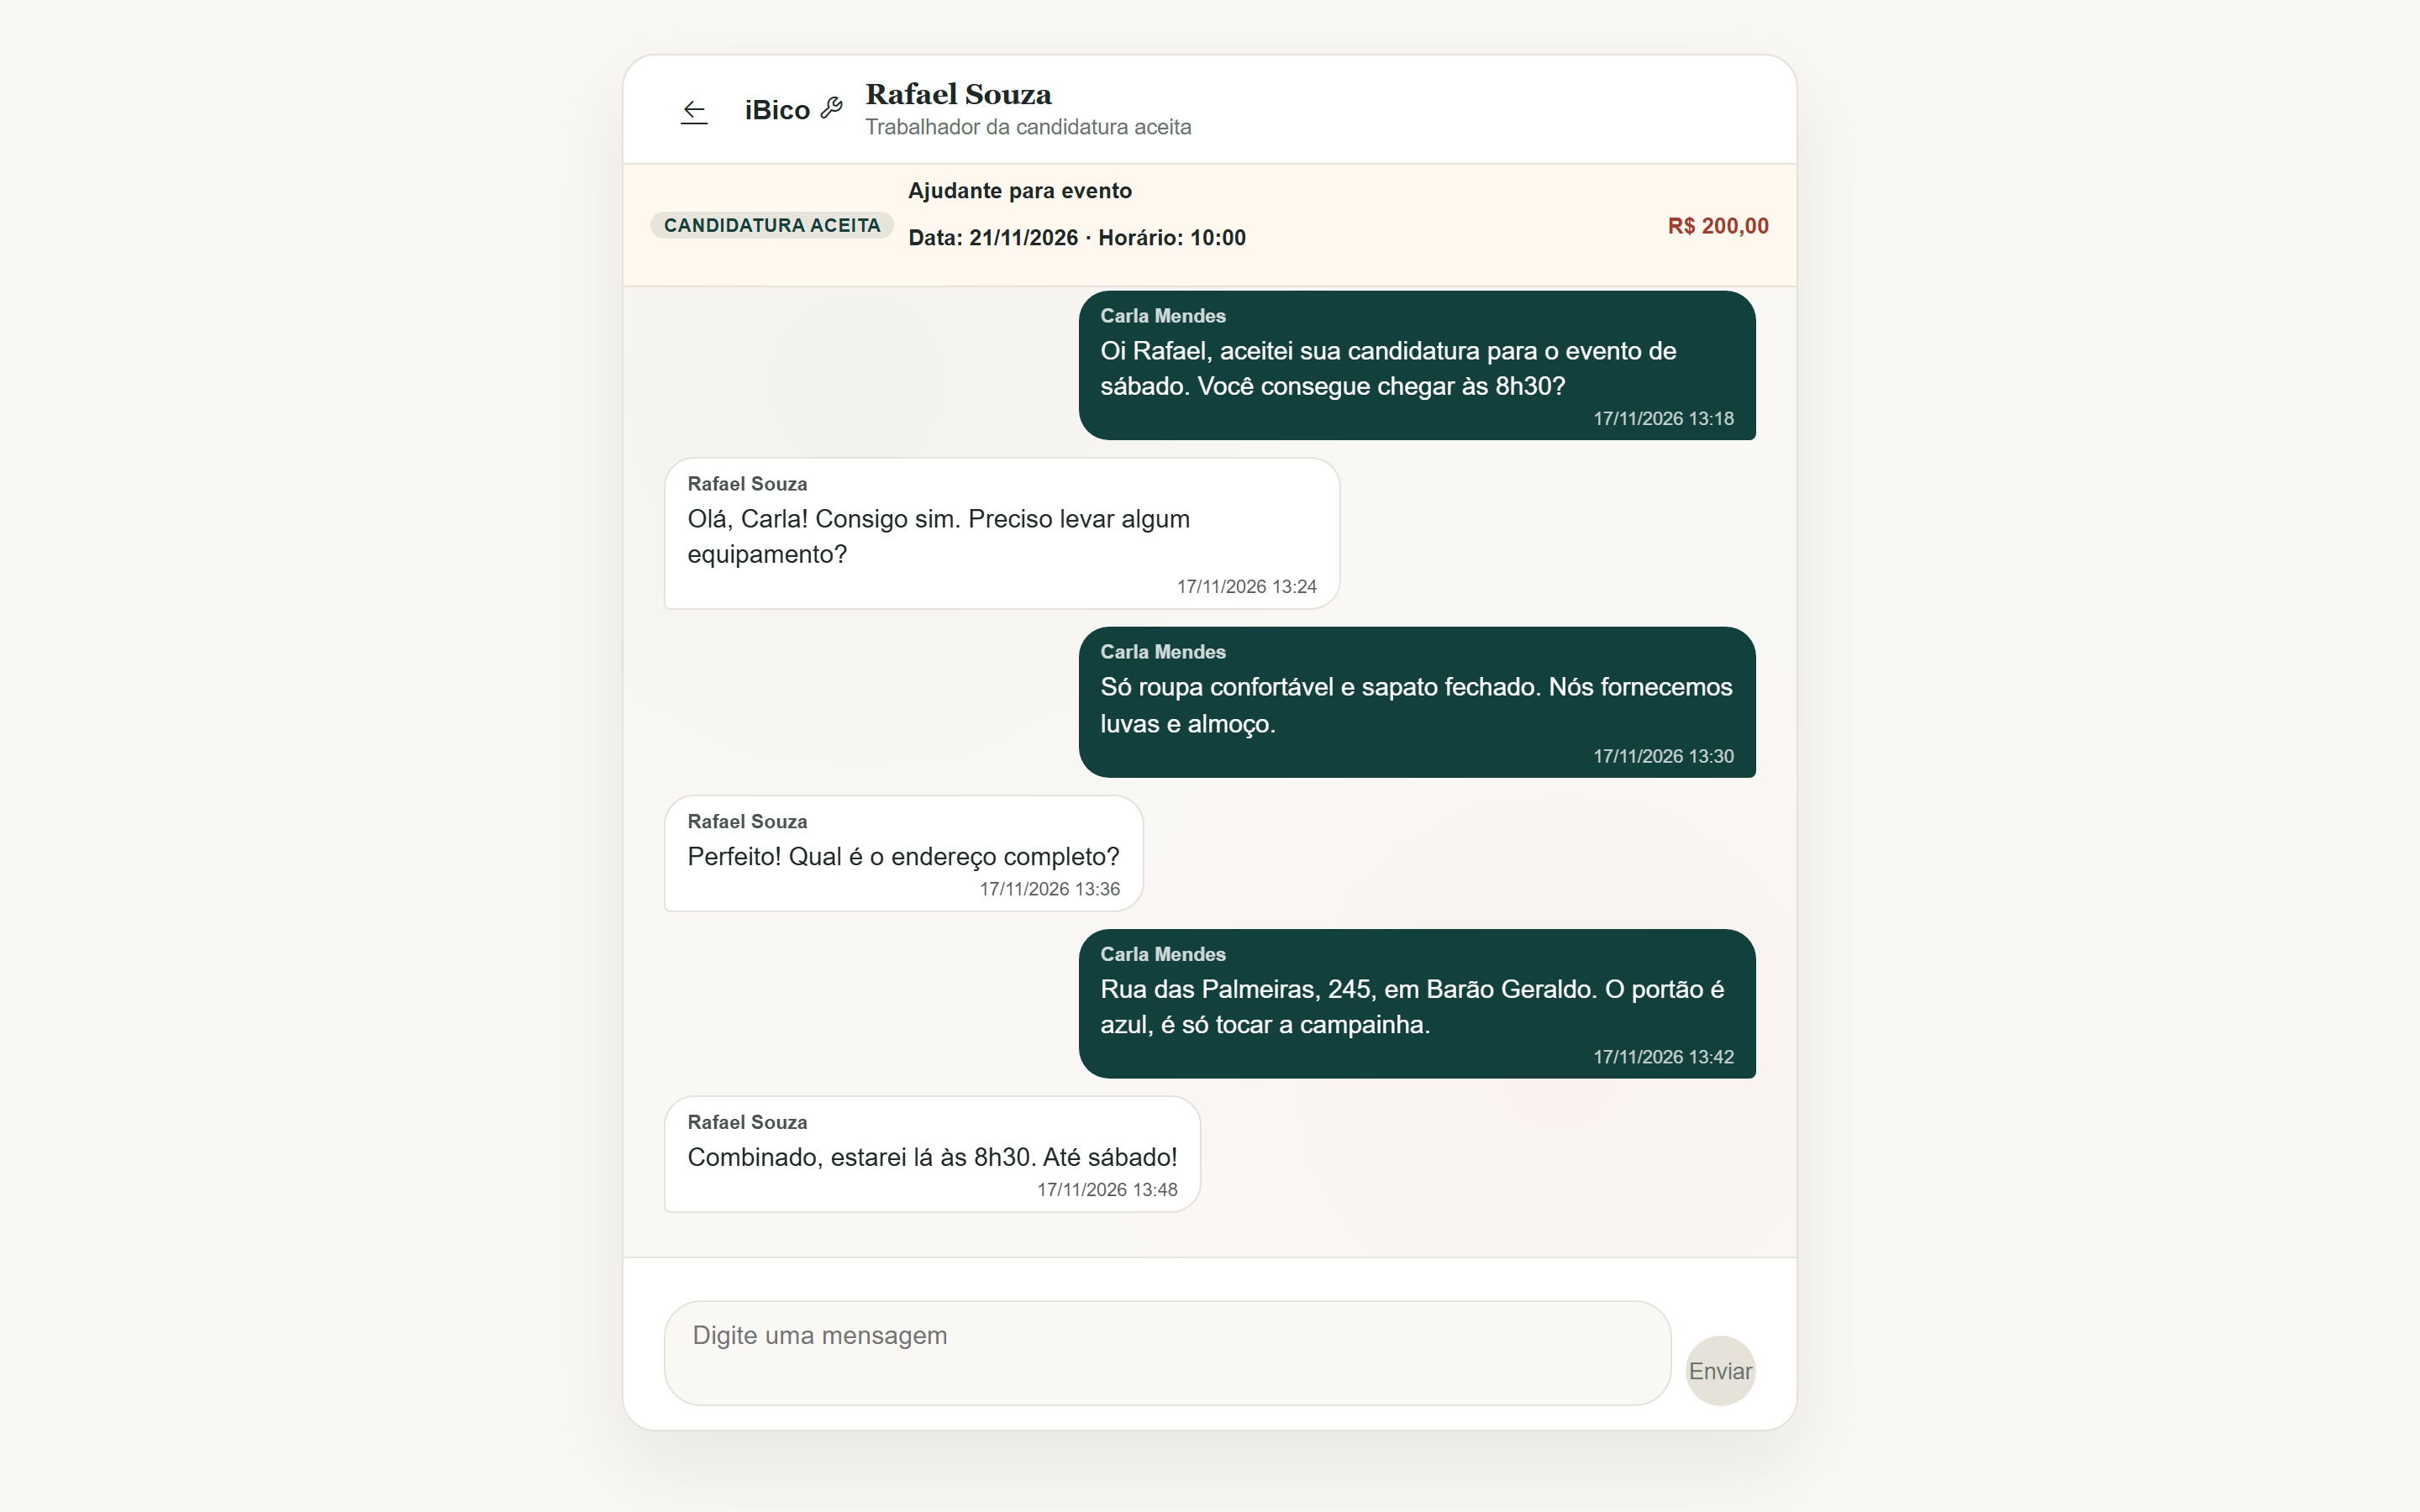 iBico
Rafael Souza
Trabalhador da candidatura aceita
CANDIDATURA ACEITA
Ajudante para evento
Data: 21/11/2026 · Horário: 10:00
R$ 200,00
Carla Mendes
Oi Rafael, aceitei sua candidatura para o evento de
sábado. Você consegue chegar às 8h30?
17/11/2026 13:18
Rafael Souza
Olá, Carla! Consigo sim. Preciso levar algum
equipamento?
17/11/2026 13:24
Carla Mendes
Só roupa confortável e sapato fechado. Nós fornecemos
luvas e almoço.
17/11/2026 13:30
Rafael Souza
Perfeito! Qual é o endereço completo?
17/11/2026 13:36
Carla Mendes
Rua das Palmeiras, 245, em Barão Geraldo. O portão é
azul, é só tocar a campainha.
17/11/2026 13:42
Rafael Souza
Combinado, estarei lá às 8h30. Até sábado!
17/11/2026 13:48
Digite uma mensagem
Enviar